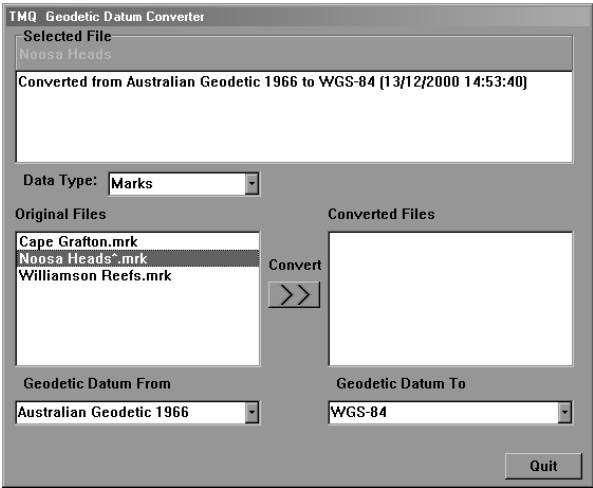 TMQ Geodetic Datum Converter
Selected File
Noosa Heads
Converted from Australian Geodetic 1966 to WGS-84 (13/12/2000 14:53:40)
Data Type: Marks
Original Files
Converted Files
Cape Grafton.mrk
Noosa Heads^.mrk
Williamson Reefs.mrk
Convert
>>
Geodetic Datum From
Geodetic Datum To
Australian Geodetic 1966
WGS-84
Quit